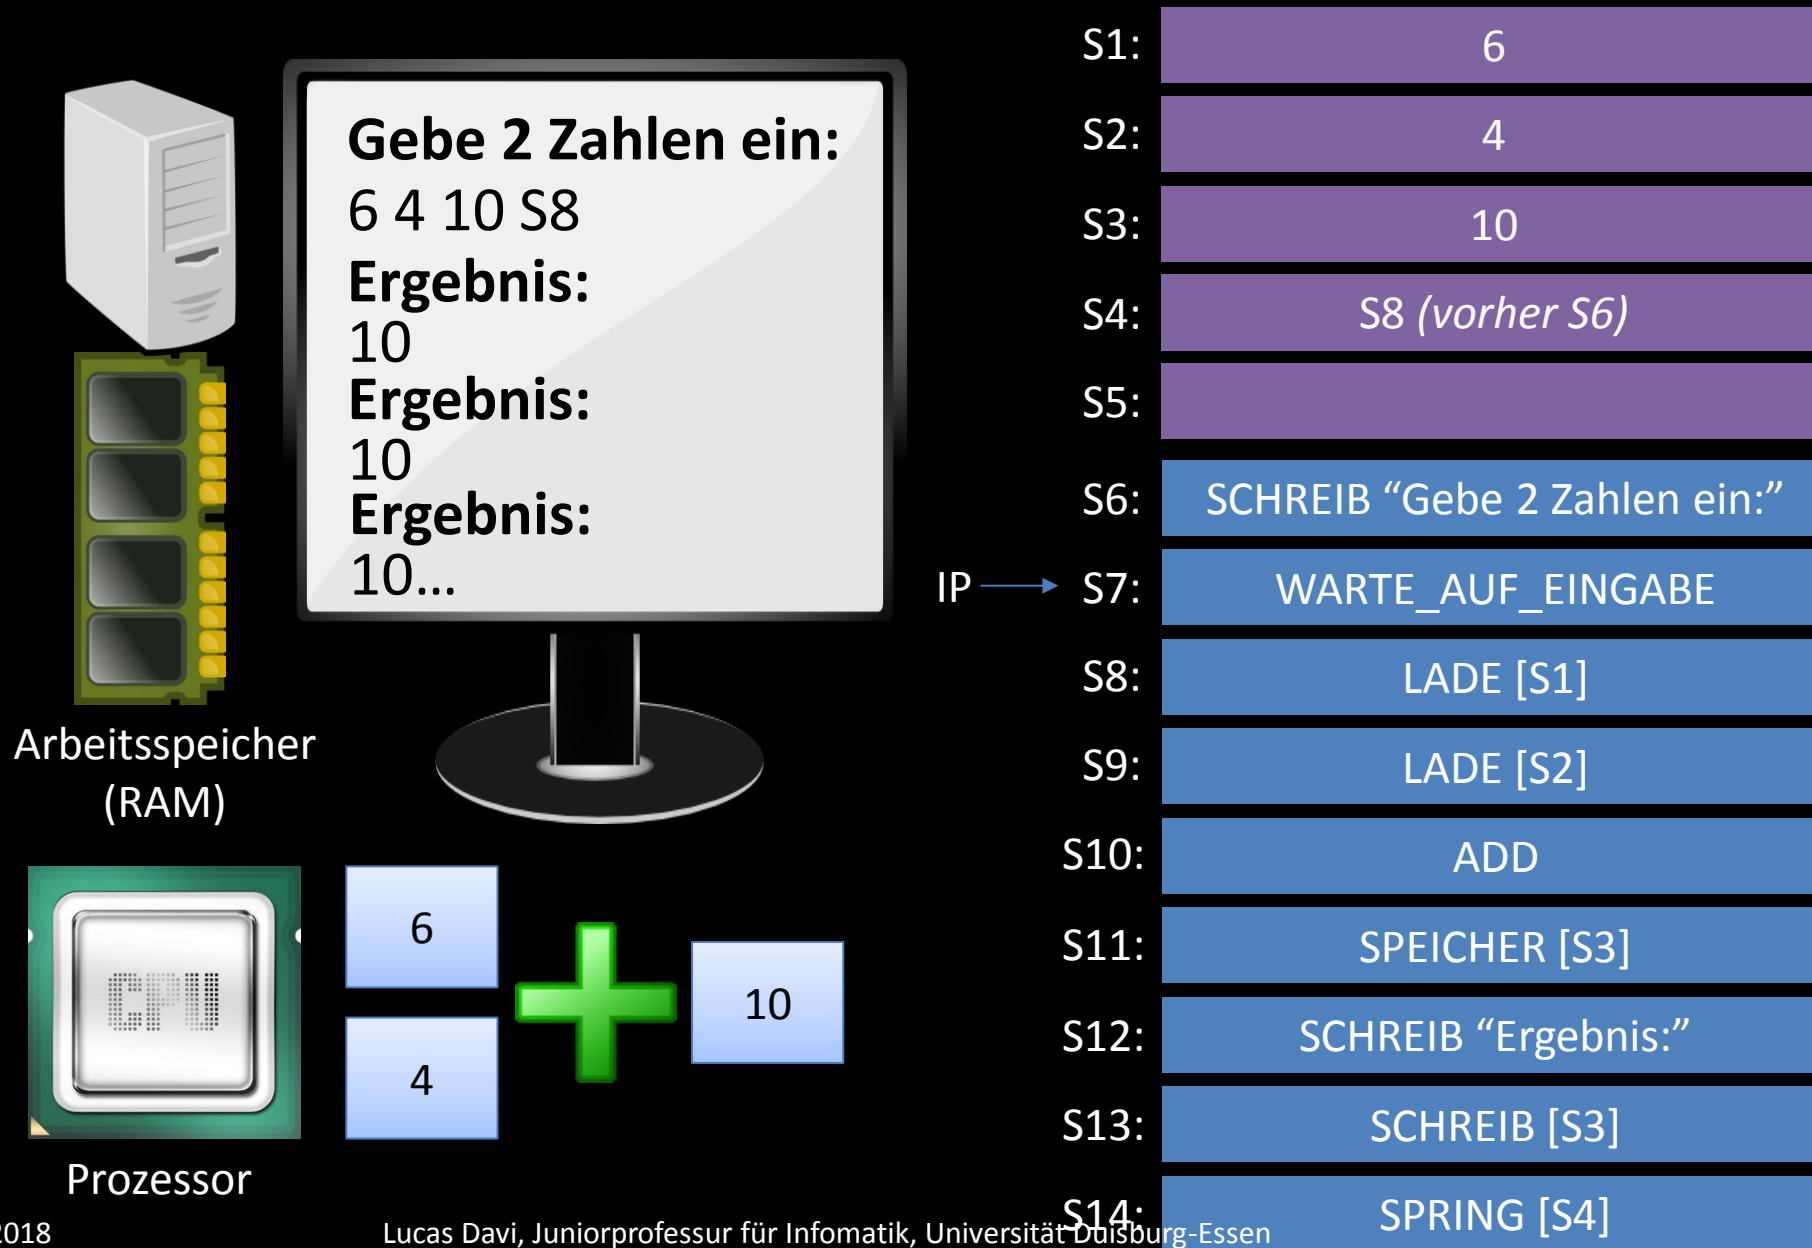 Gebe 2 Zahlen ein:
6 4 10 S8
Ergebnis:
10
Ergebnis:
10
Ergebnis:
10...
Arbeitsspeicher
(RAM)
CPU
Prozessor
6
4
10
S1: 6
S2: 4
S3: 10
S4: S8 (vorher S6)
S5:
S6: SCHREIB “Gebe 2 Zahlen ein:”
IP S7: WARTE_AUF_EINGABE
S8: LADE [S1]
S9: LADE [S2]
S10: ADD
S11: SPEICHER [S3]
S12: SCHREIB “Ergebnis:”
S13: SCHREIB [S3]
S14: SPRING [S4]
2018
Lucas Davi, Juniorprofessur für Infomatik, Universität Duisburg-Essen